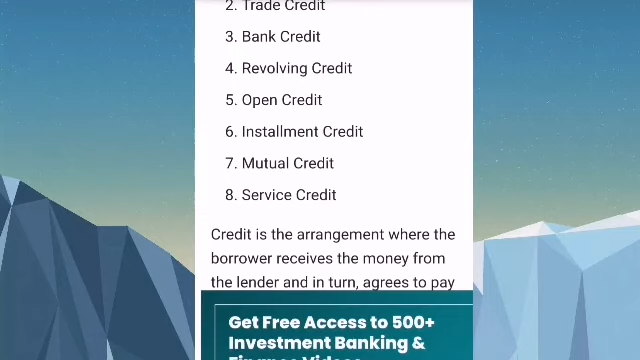 2. Trade Credit
3. Bank Credit
4. Revolving Credit
5. Open Credit
6. Installment Credit
7. Mutual Credit
8. Service Credit
Credit is the arrangement where the
borrower receives the money from
the lender and in turn, agrees to pay
Get Free Access to 500+
Investment Banking &
Finance Videos